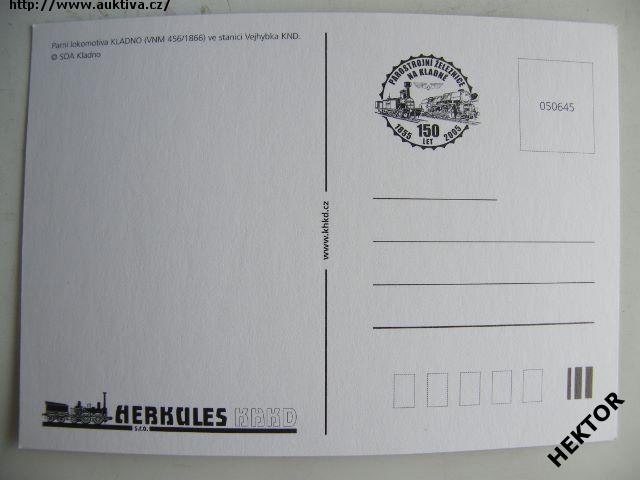 http://www.auktiva.cz/
Parní lokomotiva KLADNO (VNM 456/1866) ve stanici Vejhybka KND.
© SDA Kladno
PAROSTROJNÍ ŽELEZNICE
NA KLADNĚ
1855 150 2005
LET
050645
www.khkd.cz
HERKULES KHKD
s.r.o.
HEKTOR